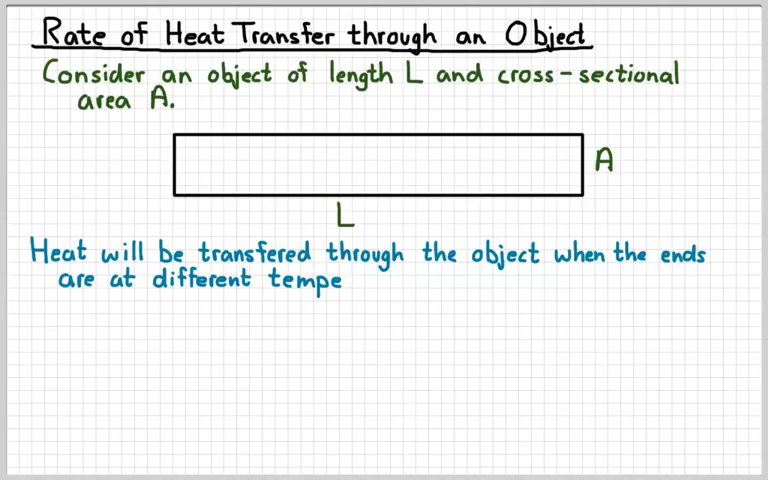 Rate of Heat Transfer through an Object
Consider an object of length L and cross-sectional
area A.
A
L
Heat will be transfered through the object when the ends
are at different tempe